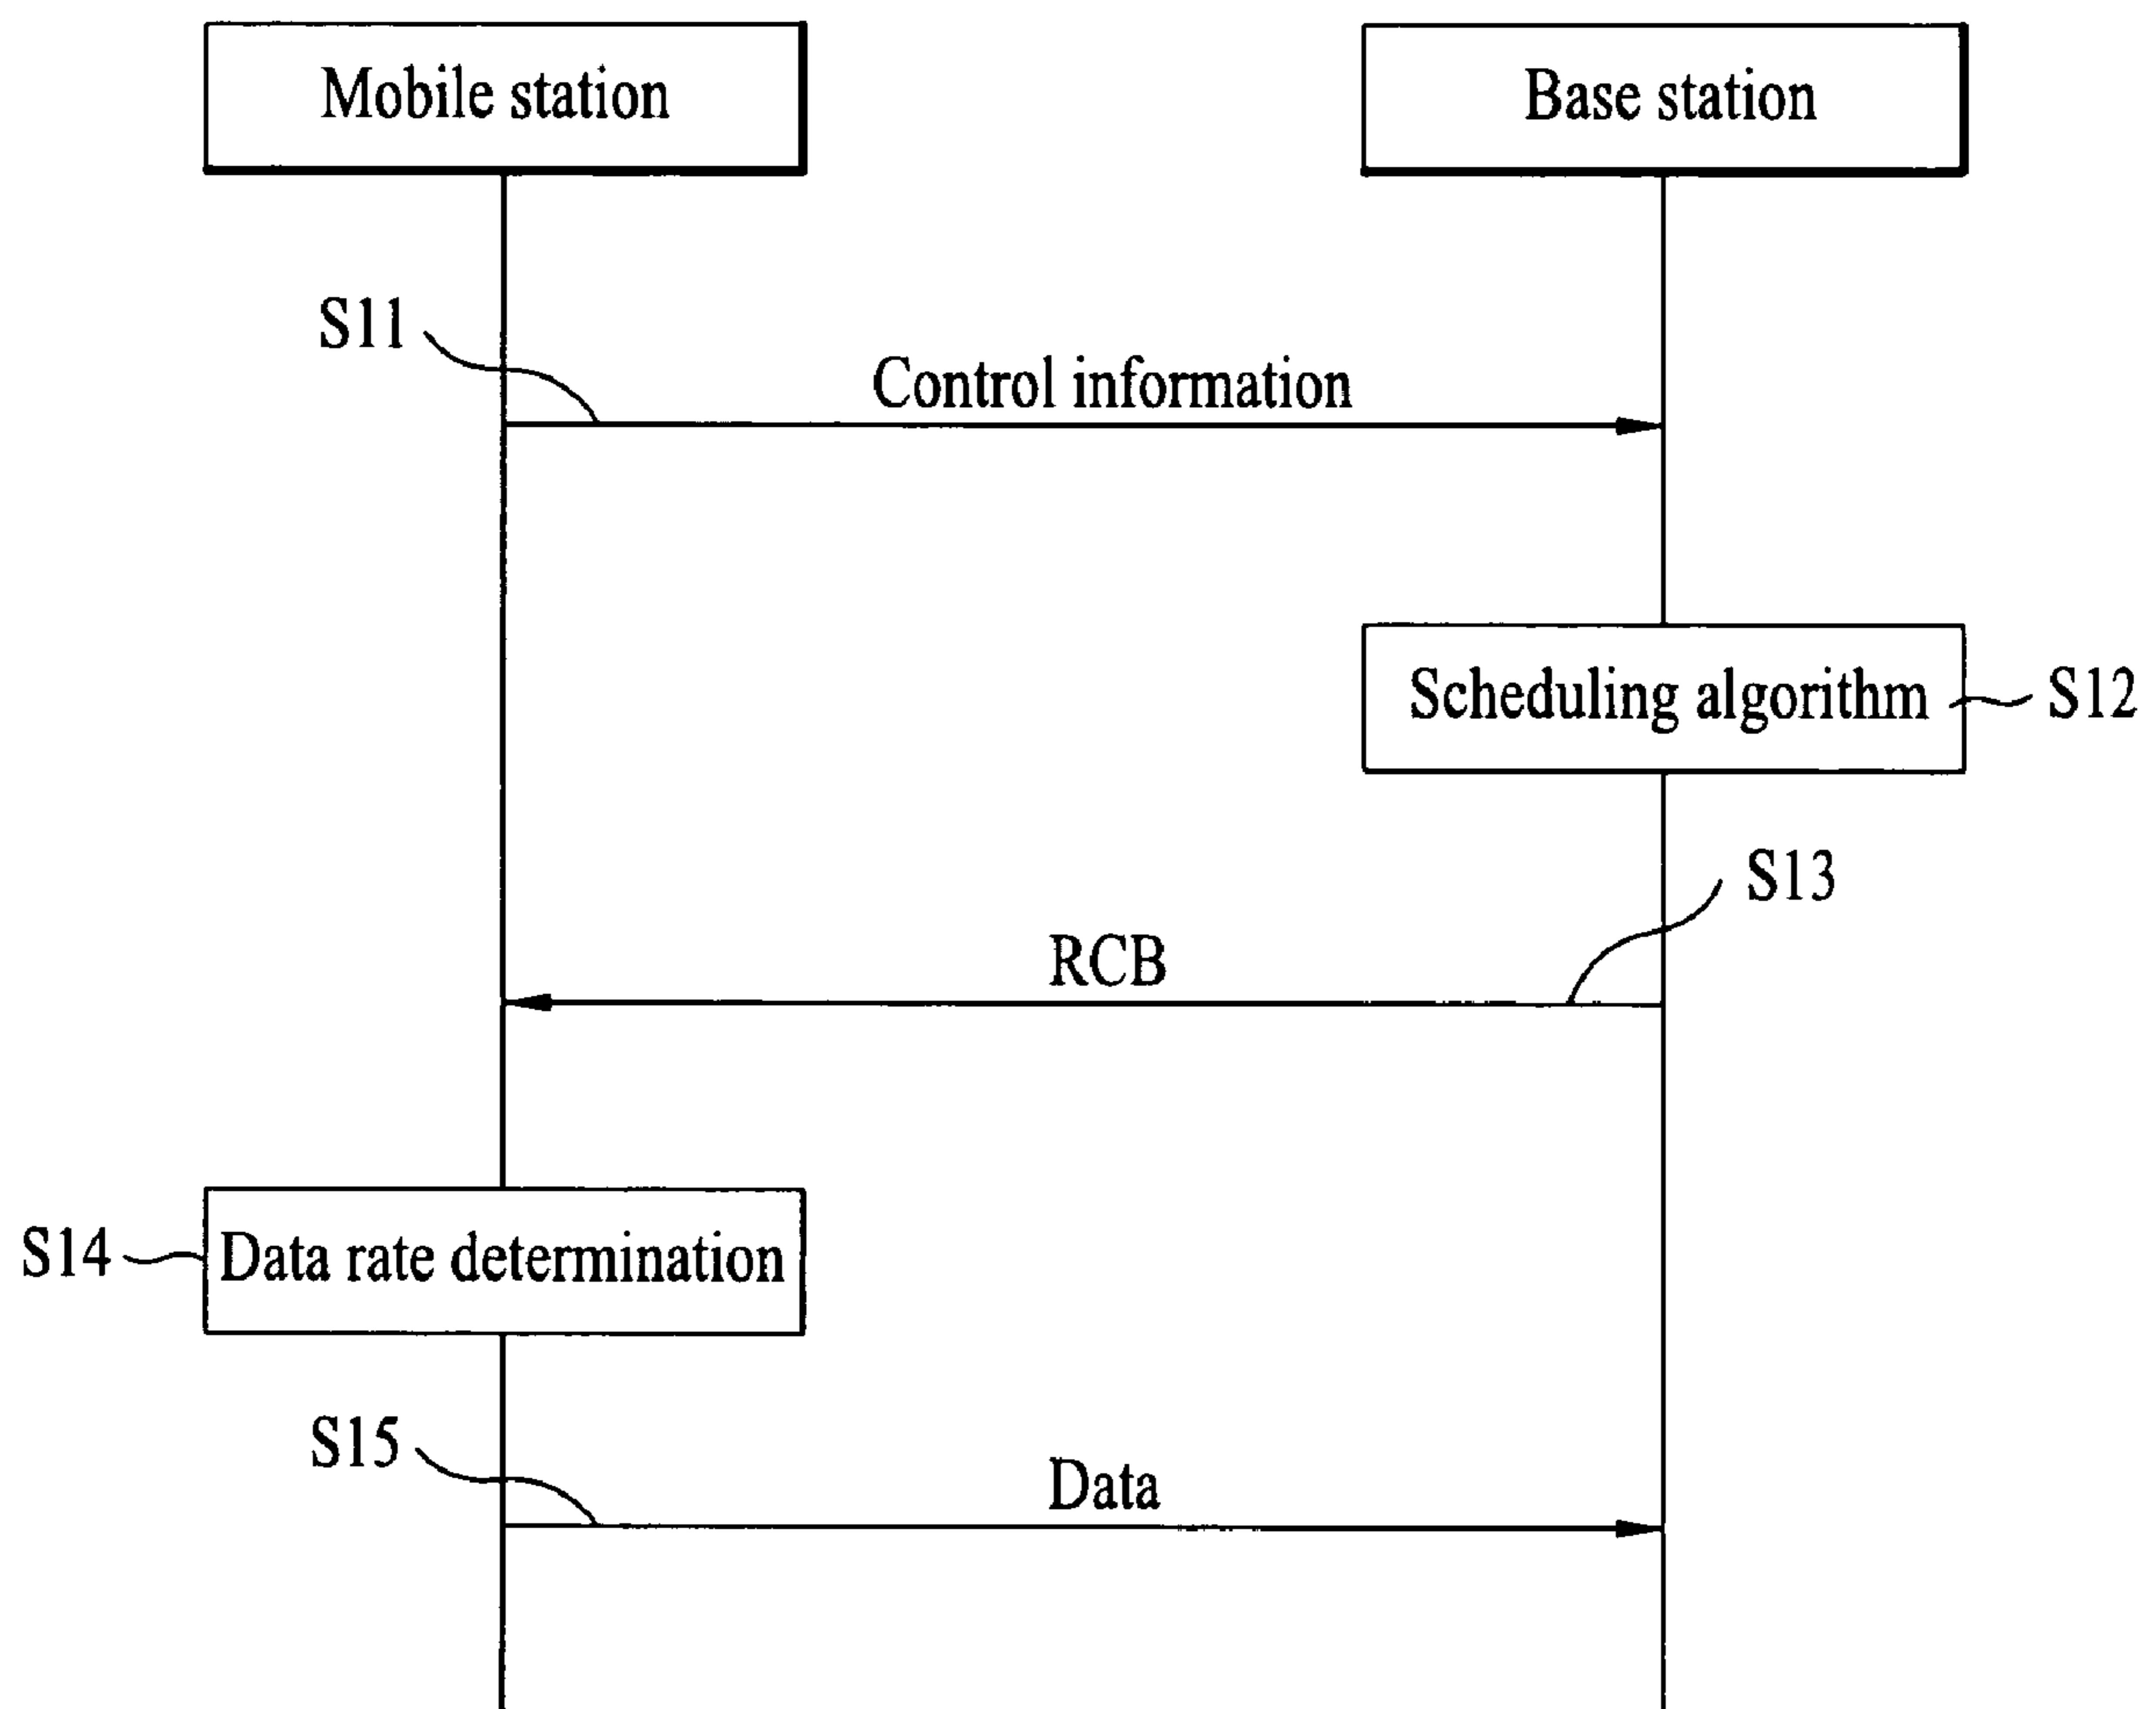 Mobile station
Base station
S11
Control information
Scheduling algorithm
S12
S13
RCB
S14
Data rate determination
S15
Data